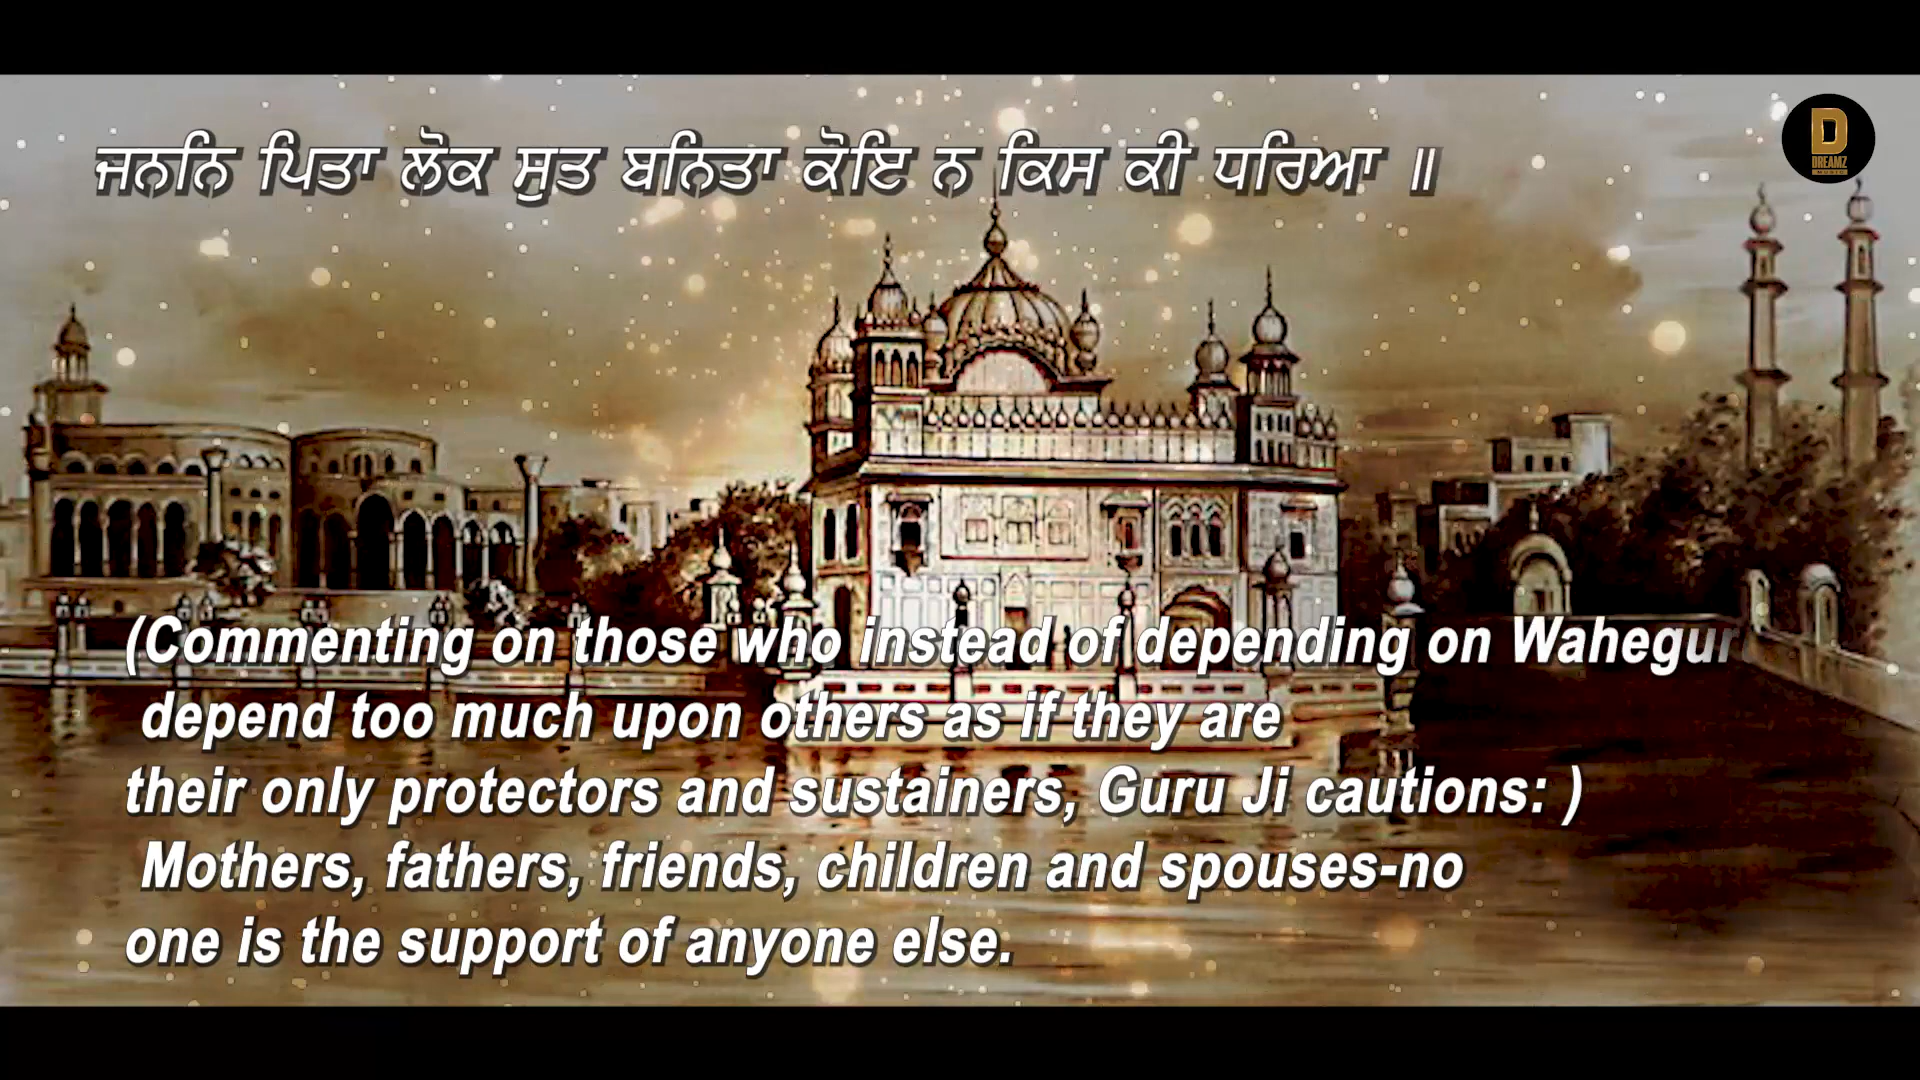 ਜਨਨਿ ਪਿਤਾ ਲੋਕ ਸੁਤ ਬਨਿਤਾ ਕੋਇ ਨ ਕਿਸ ਕੀ ਧਰਿਆ ॥
D
DREAMZ
MUSIC
(Commenting on those who instead of depending on Wahegur
depend too much upon others as if they are
their only protectors and sustainers, Guru Ji cautions: )
Mothers, fathers, friends, children and spouses-no
one is the support of anyone else.